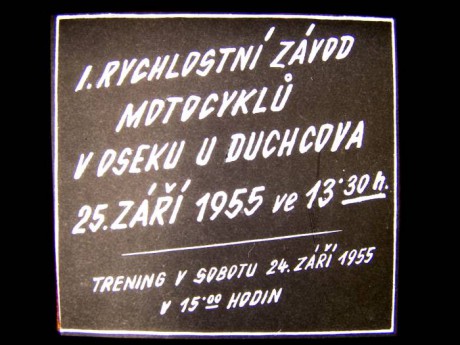 I. RYCHLOSTNÍ ZÁVOD
MOTOCYKLŮ
V OSEKU U DUCHCOVA
25. ZÁŘÍ 1955 ve 13·30 h.
TRENING V SOBOTU 24. ZÁŘÍ 1955
V 15·00 HODIN